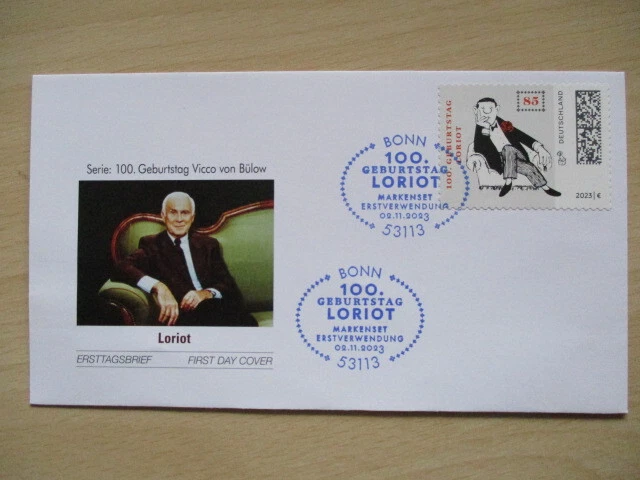 Serie: 100. Geburtstag Vicco von Bülow
Loriot
ERSTTAGSBRIEF FIRST DAY COVER
BONN
100.
GEBURTSTAG
LORIOT
MARKENSET
ERSTVERWENDUNG
02.11.2023
53113
100. GEBURTSTAG
LORIOT
85
DEUTSCHLAND
2023 | €
BONN
100.
GEBURTSTAG
LORIOT
MARKENSET
ERSTVERWENDUNG
02.11.2023
53113